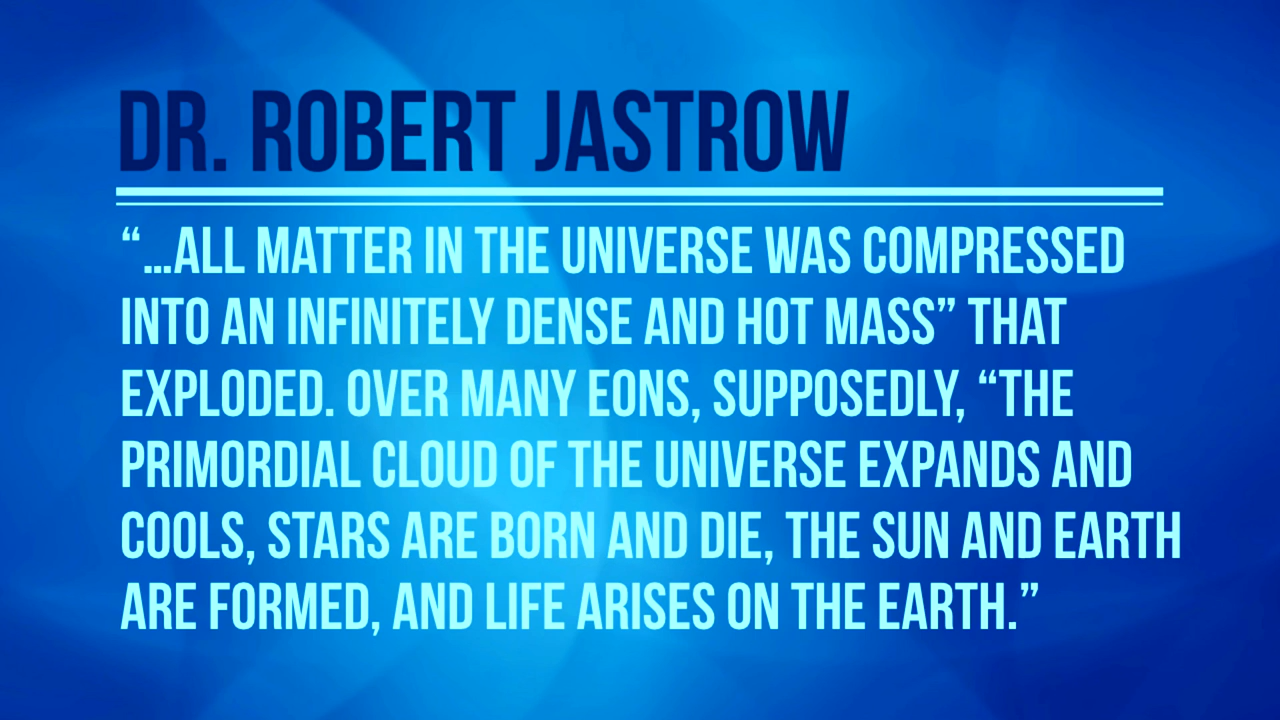 DR. ROBERT JASTROW
“…ALL MATTER IN THE UNIVERSE WAS COMPRESSED
INTO AN INFINITELY DENSE AND HOT MASS” THAT
EXPLODED. OVER MANY EONS, SUPPOSEDLY, “THE
PRIMORDIAL CLOUD OF THE UNIVERSE EXPANDS AND
COOLS, STARS ARE BORN AND DIE, THE SUN AND EARTH
ARE FORMED, AND LIFE ARISES ON THE EARTH.”